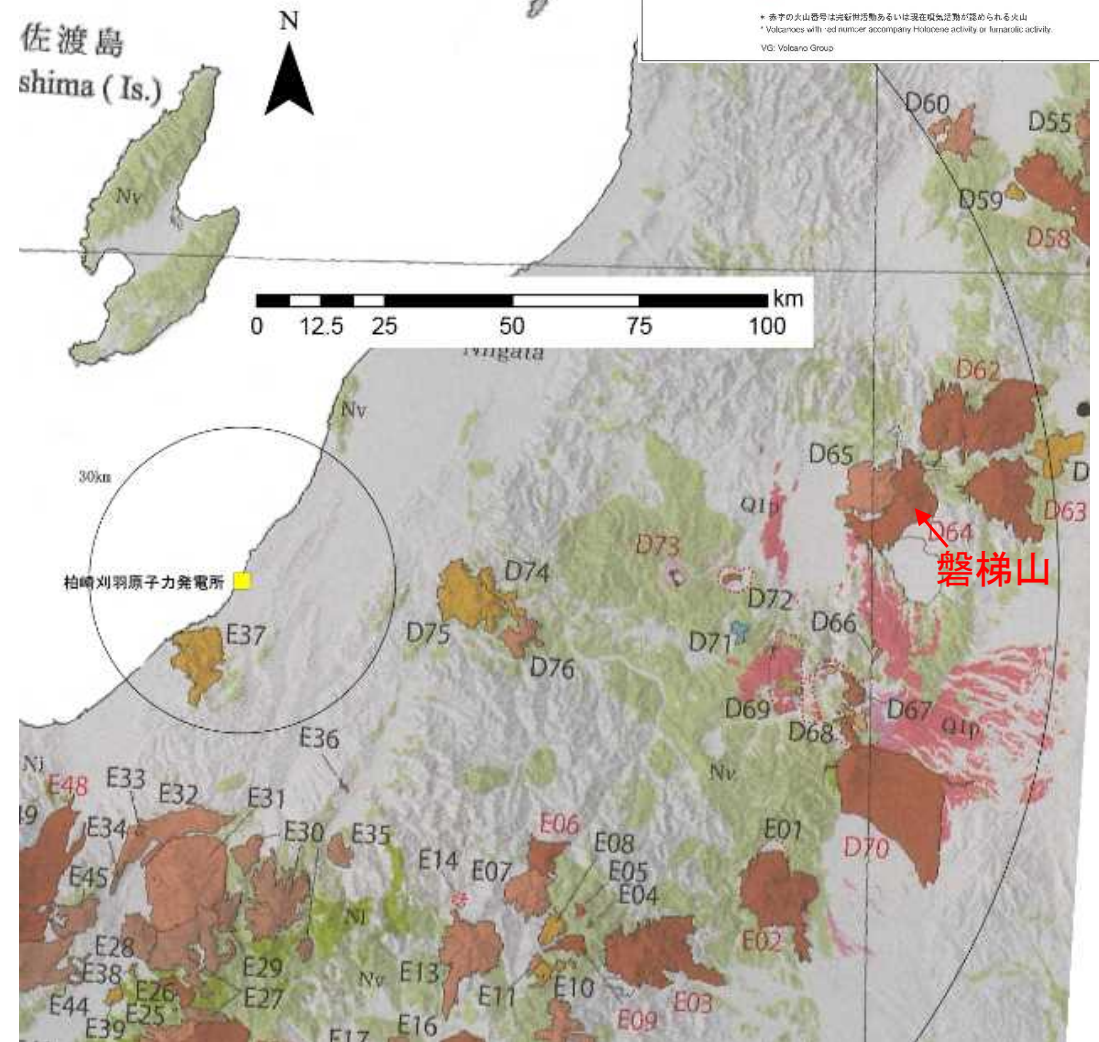 * 赤字の火山番号は完新世活動あるいは現在噴気活動が認められる火山
* Volcanoes with red number accompany Holocene activity or fumarolic activity.
VG: Volcano Group
佐渡島
shima ( Is.)
N
D60
D55
Nv
D59
D58
km
0 12.5 25 50 75 100
Niigata
D62
Nv
D65
D
30km
Q1p
D63
D64
D73
磐梯山
柏崎刈羽原子力発電所
D74
D72
E37
D75
D71
D66
D76
D69
D67
D68
Q1p
E36
Nv
Nj
E48
E33
E32
E31
E06
E01
19
E34
E30
E35
E08
D70
E14
E07
E05
E45
E04
Nj
E28
E02
E38
E29
Nv
E13
E44
E26
E27
E11
E10
E03
E39
E25
E09
E17
E16